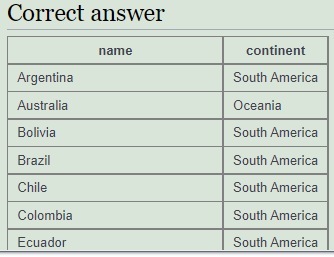 Correct answer
name continent
Argentina South America
Australia Oceania
Bolivia South America
Brazil South America
Chile South America
Colombia South America
Ecuador South America